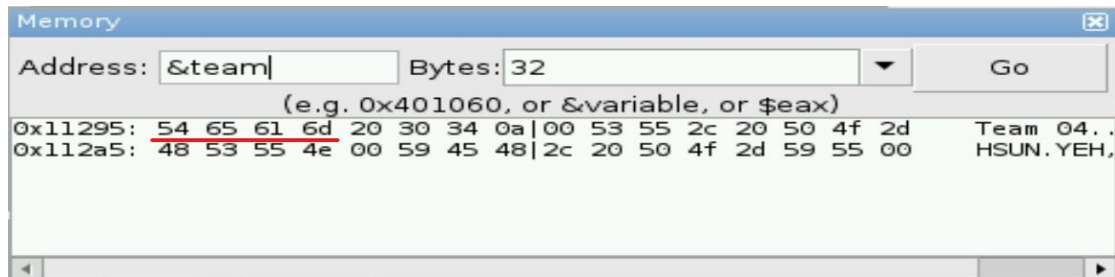 Memory
Address: &team Bytes: 32 Go
(e.g. 0x401060, or &variable, or $eax)
0x11295: 54 65 61 6d 20 30 34 0a|00 53 55 2c 20 50 4f 2d Team 04..
0x112a5: 48 53 55 4e 00 59 45 48|2c 20 50 4f 2d 59 55 00 HSUN.YEH,